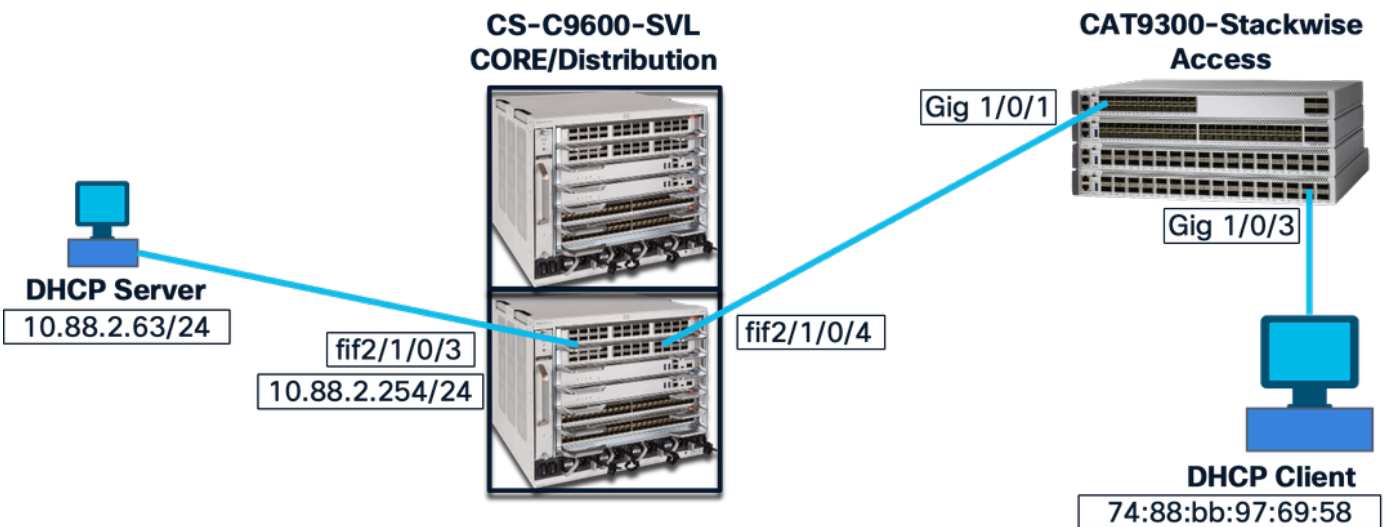 CS-C9600-SVL
CORE/Distribution
CAT9300-Stackwise
Access
Gig 1/0/1
Gig 1/0/3
DHCP Server
10.88.2.63/24
fif2/1/0/3
10.88.2.254/24
fif2/1/0/4
DHCP Client
74:88:bb:97:69:58